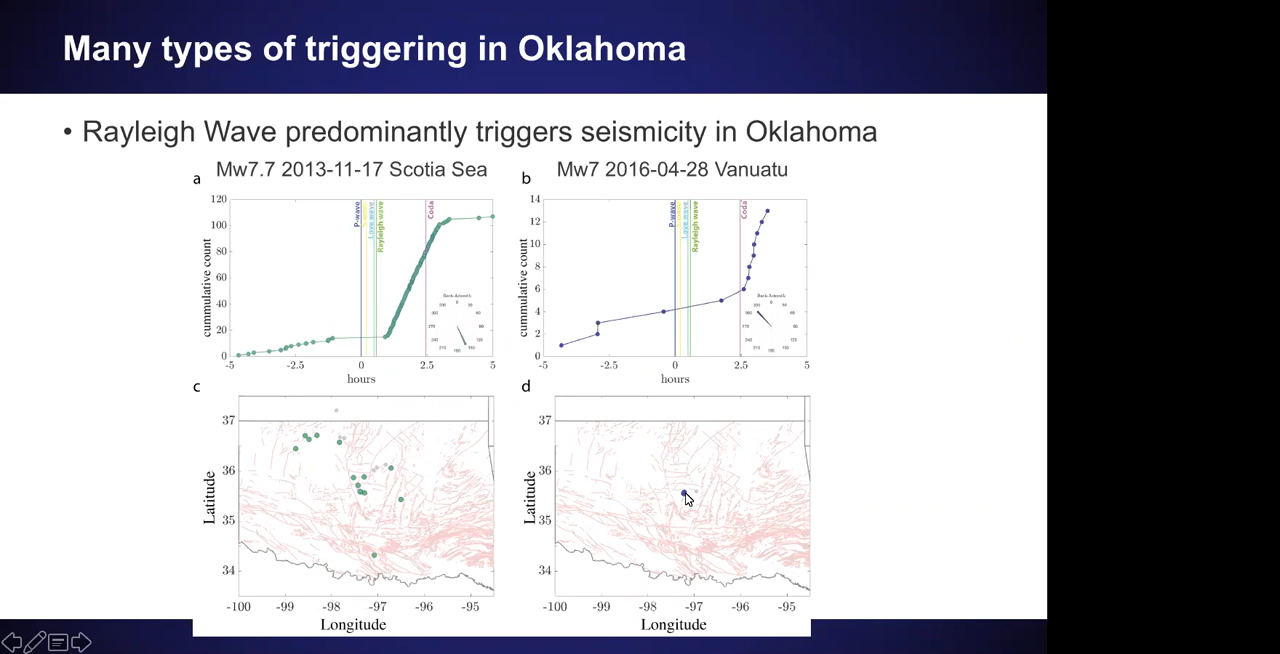 Many types of triggering in Oklahoma
• Rayleigh Wave predominantly triggers seismicity in Oklahoma
Mw7.7 2013-11-17 Scotia Sea
Mw7 2016-04-28 Vanuatu
a
b
120
100
80
60
40
20
0
cummulative count
P-wave
Love wave
Rayleigh wave
Coda
Back-Azimuth
-5
-2.5
0
2.5
5
hours
14
12
10
8
6
4
2
0
cummulative count
P-wave
Love wave
Rayleigh wave
Coda
Back-Azimuth
-5
-2.5
0
2.5
5
hours
c
d
37
36
35
34
Latitude
-100 -99 -98 -97 -96 -95
Longitude
37
36
35
34
Latitude
-100 -99 -98 -97 -96 -95
Longitude